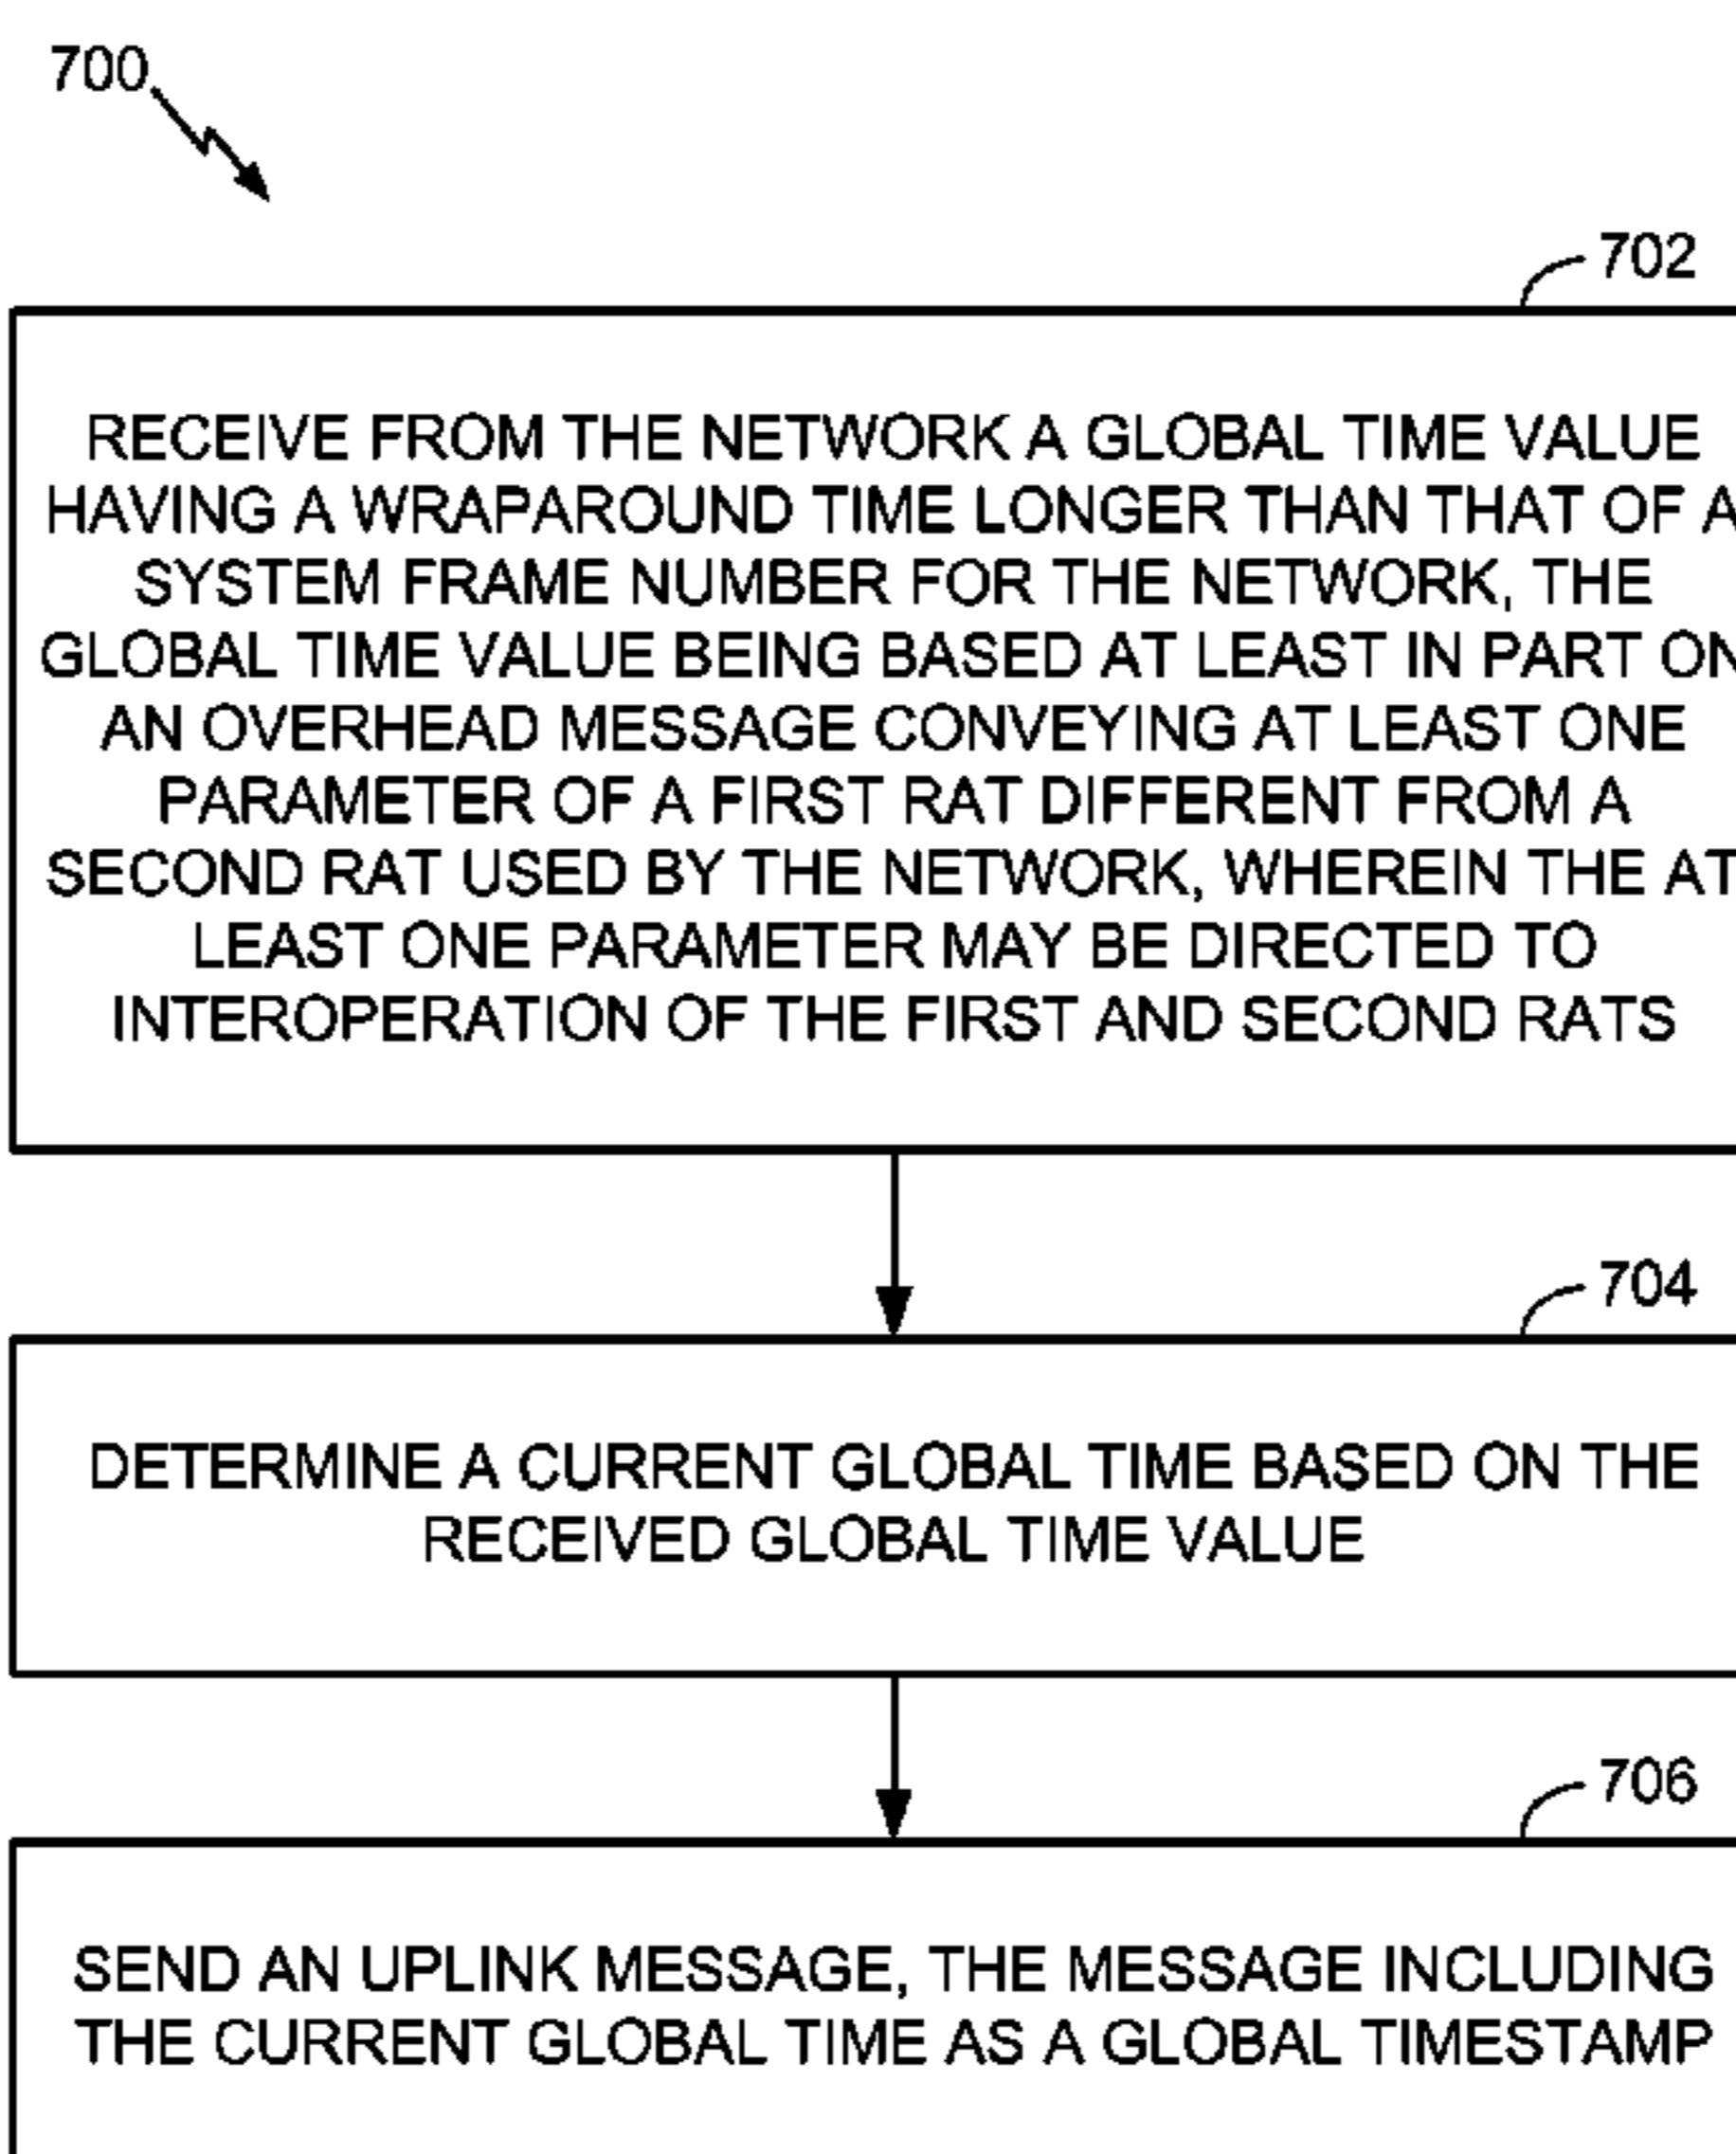 700
702
RECEIVE FROM THE NETWORK A GLOBAL TIME VALUE
HAVING A WRAPAROUND TIME LONGER THAN THAT OF A
SYSTEM FRAME NUMBER FOR THE NETWORK, THE
GLOBAL TIME VALUE BEING BASED AT LEAST IN PART ON
AN OVERHEAD MESSAGE CONVEYING AT LEAST ONE
PARAMETER OF A FIRST RAT DIFFERENT FROM A
SECOND RAT USED BY THE NETWORK, WHEREIN THE AT
LEAST ONE PARAMETER MAY BE DIRECTED TO
INTEROPERATION OF THE FIRST AND SECOND RATS
704
DETERMINE A CURRENT GLOBAL TIME BASED ON THE
RECEIVED GLOBAL TIME VALUE
706
SEND AN UPLINK MESSAGE, THE MESSAGE INCLUDING
THE CURRENT GLOBAL TIME AS A GLOBAL TIMESTAMP